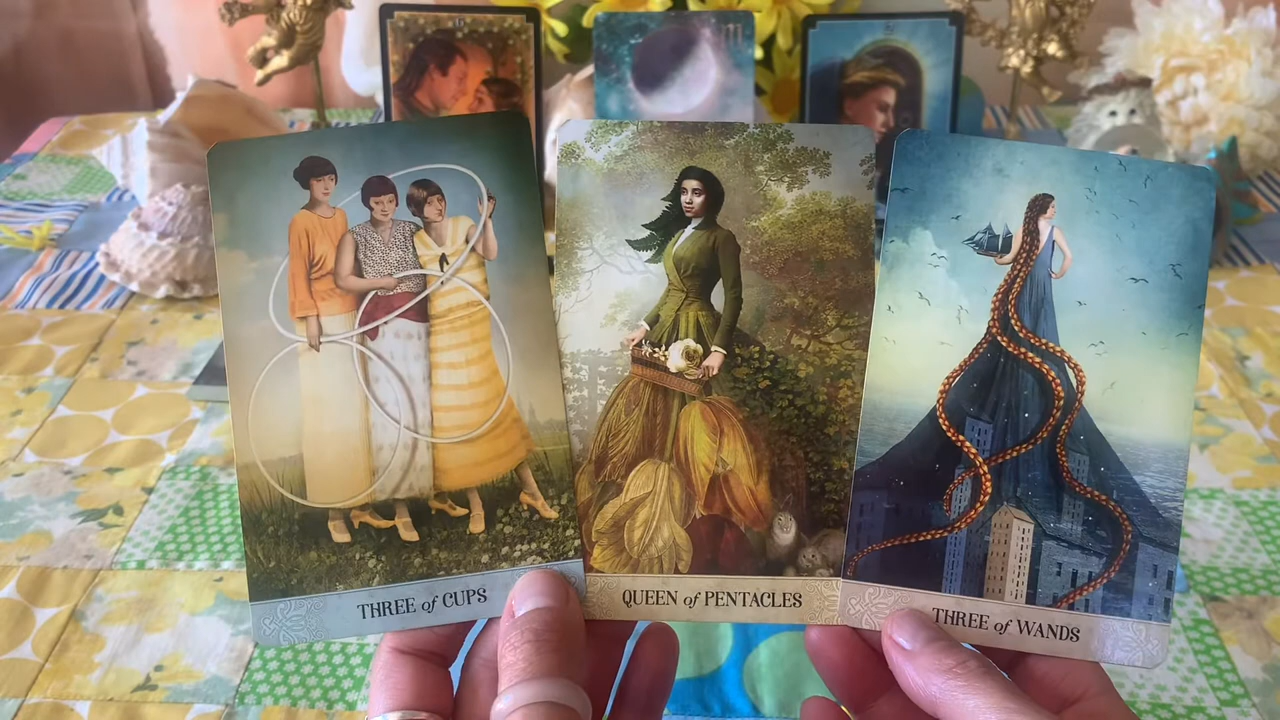 THREE of CUPS
QUEEN of PENTACLES
THREE of WANDS